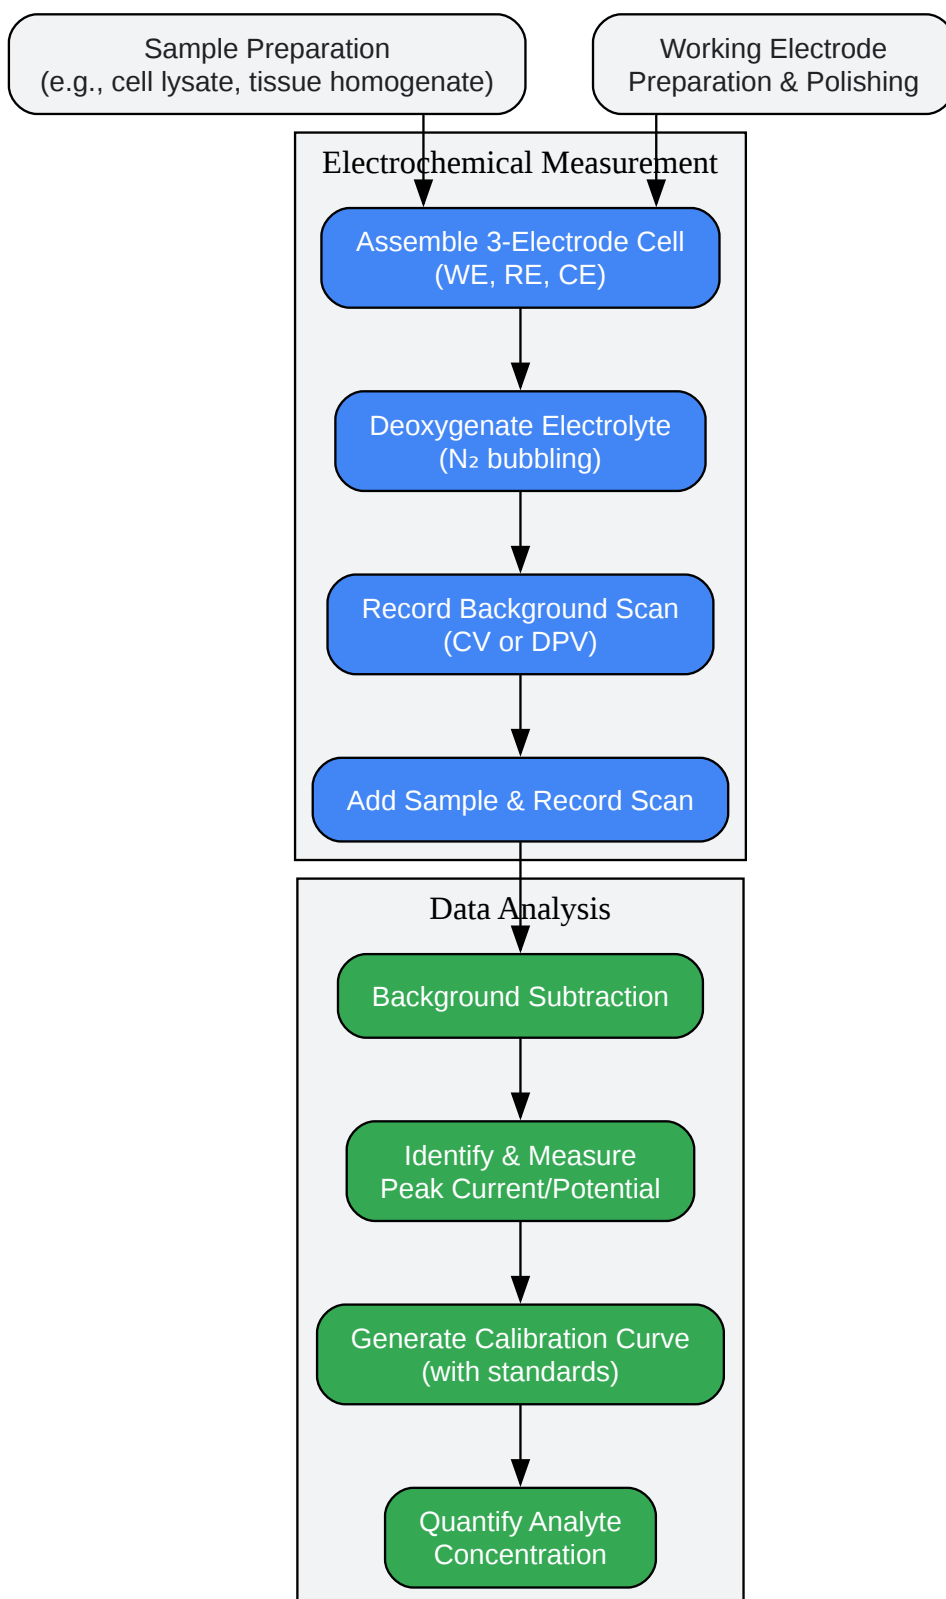 Sample Preparation
(e.g., cell lysate, tissue homogenate)
Working Electrode
Preparation & Polishing
Electrochemical Measurement
Assemble 3-Electrode Cell
(WE, RE, CE)
Deoxygenate Electrolyte
(N₂ bubbling)
Record Background Scan
(CV or DPV)
Add Sample & Record Scan
Data Analysis
Background Subtraction
Identify & Measure
Peak Current/Potential
Generate Calibration Curve
(with standards)
Quantify Analyte
Concentration